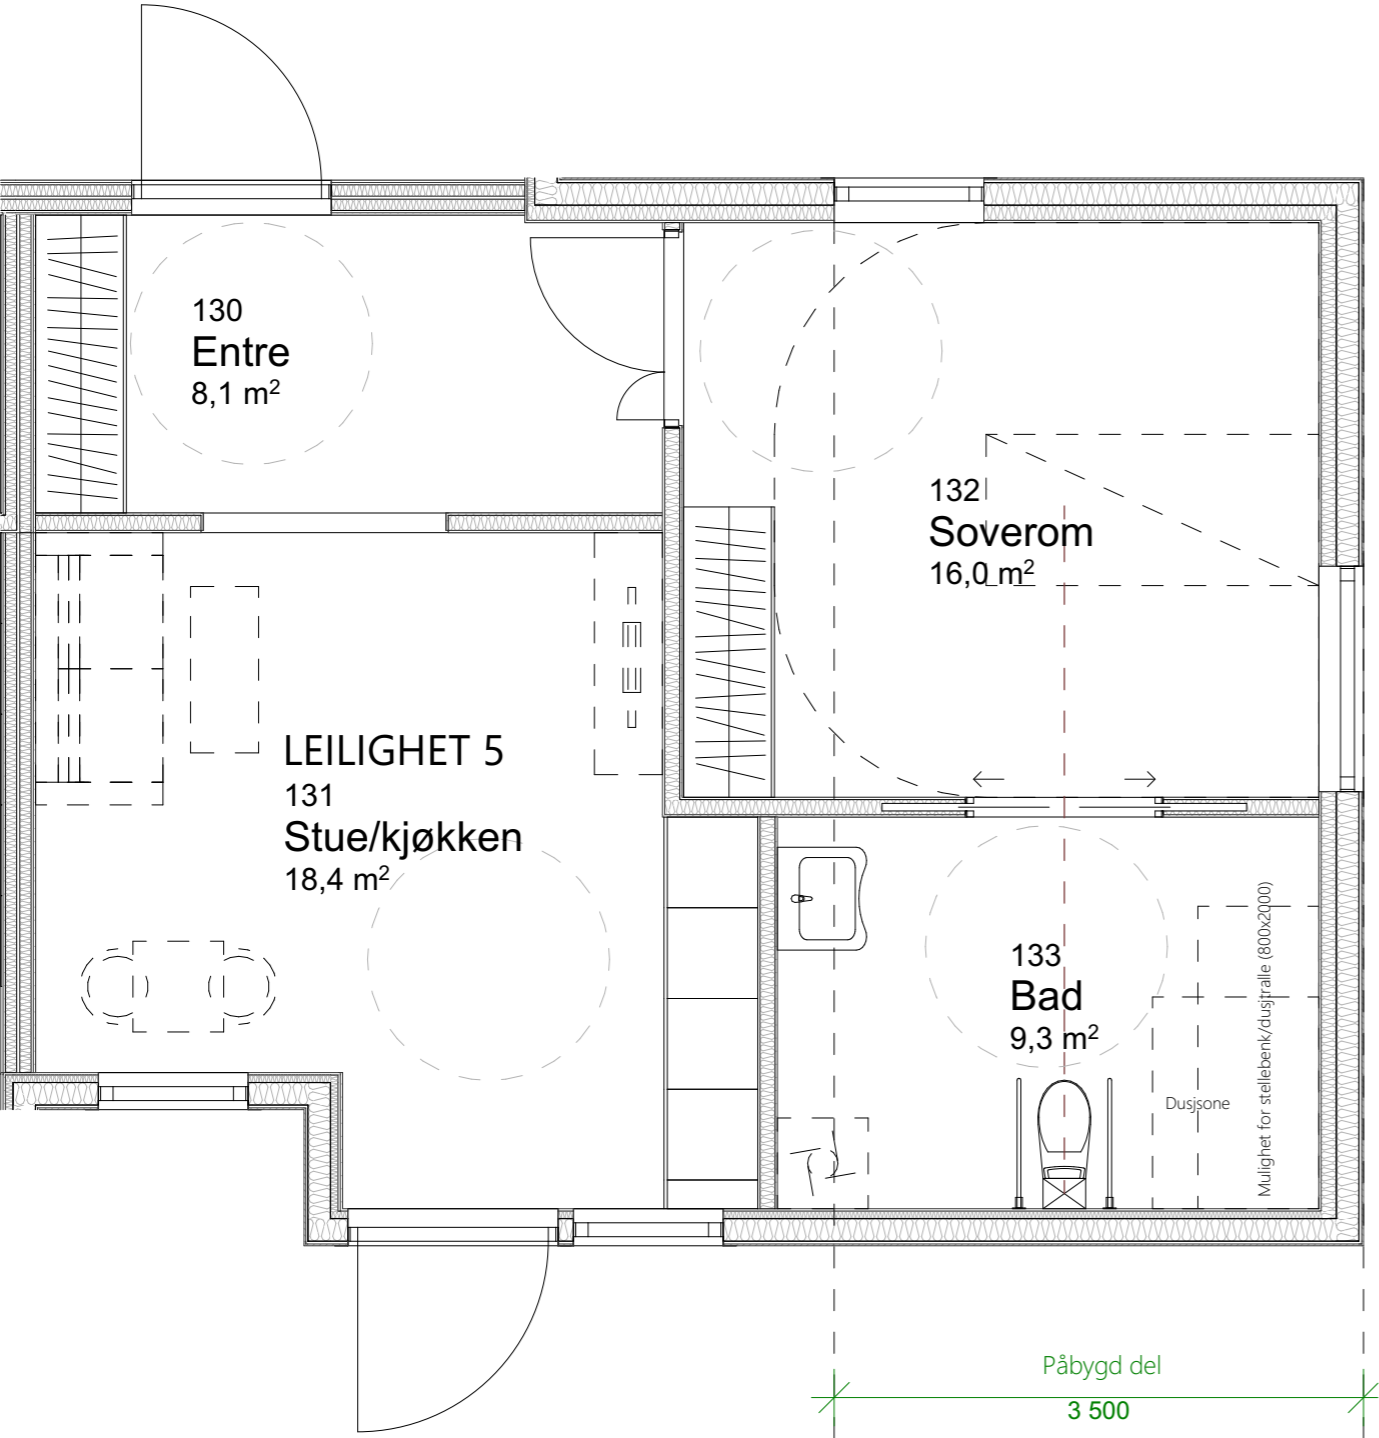 130
Entre
8,1 m²
132
Soverom
16,0 m²
LEILIGHET 5
131
Stue/kjøkken
18,4 m²
133
Bad
9,3 m²
Dusjsone
Mulighet for stellebenk/dusjtralle (800x2000)
Påbygd del
3 500